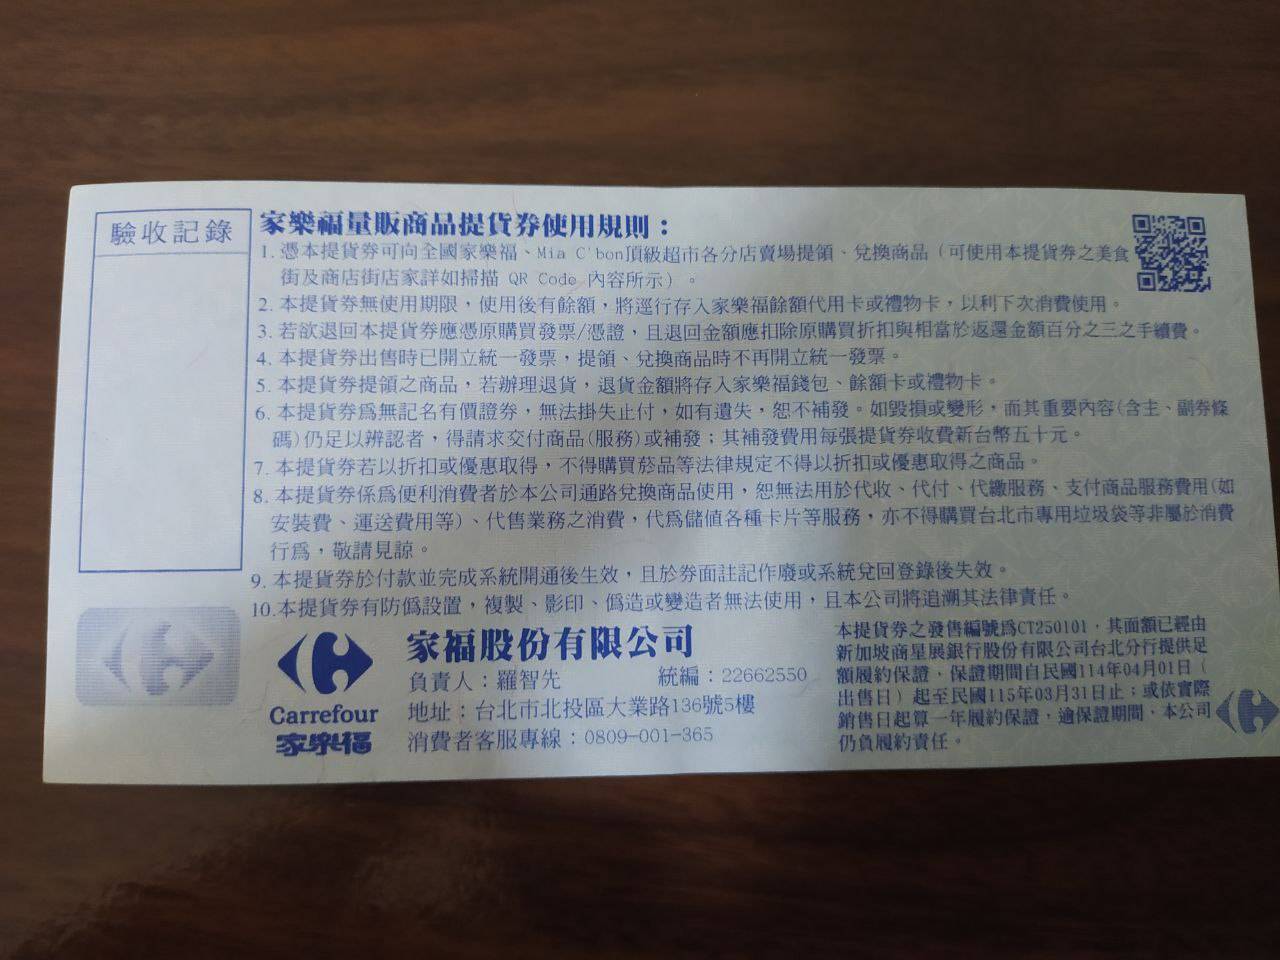 驗收記錄
家樂福量販商品提貨券使用規則：
1. 憑本提貨券可向全國家樂福、Mia C'bon頂級超市各分店賣場提領、兌換商品（可使用本提貨券之美食
街及商店街店家詳如掃描 QR Code 內容所示）。
2. 本提貨券無使用期限，使用後有餘額，將逕行存入家樂福餘額代用卡或禮物卡，以利下次消費使用。
3. 若欲退回本提貨券應憑原購買發票/憑證，且退回金額應扣除原購買折扣與相當於返還金額百分之三之手續費。
4. 本提貨券出售時已開立統一發票，提領、兌換商品時不再開立統一發票。
5. 本提貨券提領之商品，若辦理退貨，退貨金額將存入家樂福錢包、餘額卡或禮物卡。
6. 本提貨券爲無記名有價證券，無法掛失止付，如有遺失，恕不補發。如毀損或變形，而其重要內容(含主、副券條
碼)仍足以辨認者，得請求交付商品(服務)或補發；其補發費用每張提貨券收費新台幣五十元。
7. 本提貨券若以折扣或優惠取得，不得購買菸品等法律規定不得以折扣或優惠取得之商品。
8. 本提貨券係爲便利消費者於本公司通路兌換商品使用，恕無法用於代收、代付、代繳服務、支付商品服務費用(如
安裝費、運送費用等)、代售業務之消費，代爲儲值各種卡片等服務，亦不得購買台北市專用垃圾袋等非屬於消費
行爲，敬請見諒。
9. 本提貨券於付款並完成系統開通後生效，且於券面註記作廢或系統兌回登錄後失效。
10.本提貨券有防僞設置，複製、影印、僞造或變造者無法使用，且本公司將追溯其法律責任。
Carrefour
家樂福
家福股份有限公司
負責人：羅智先 統編：22662550
地址：台北市北投區大業路136號5樓
消費者客服專線：0809-001-365
本提貨券之發售編號爲CT250101，其面額已經由
新加坡商星展銀行股份有限公司台北分行提供足
額履約保證，保證期間自民國114年04月01日（
出售日）起至民國115年03月31日止；或依實際
銷售日起算一年履約保證，逾保證期間，本公司
仍負履約責任。